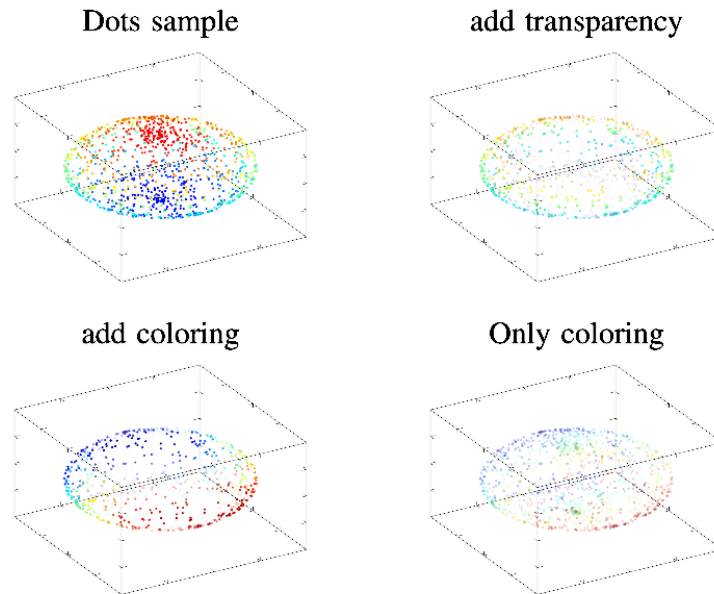 Dots sample
add transparency
add coloring
Only coloring